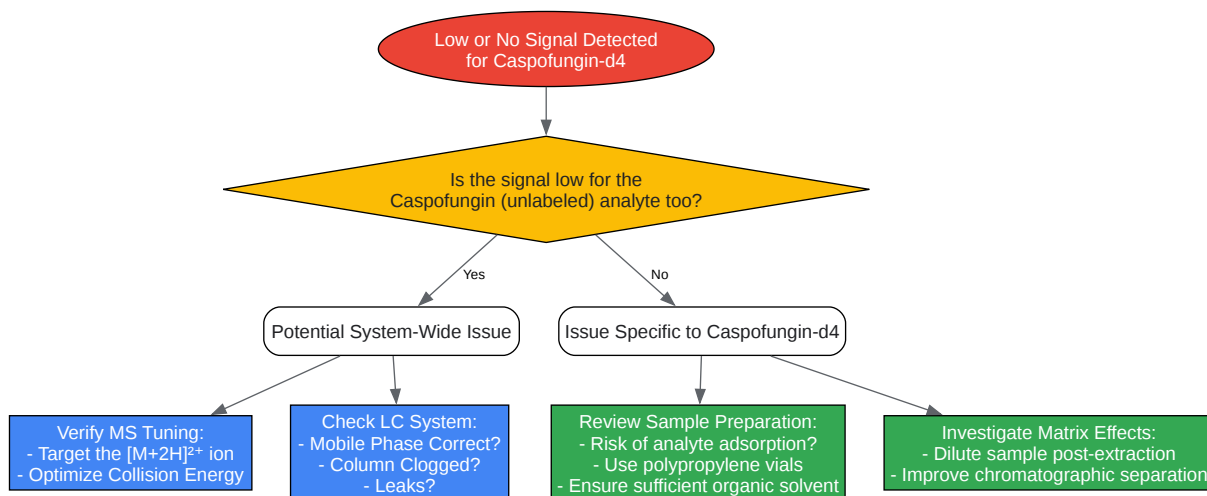 Low or No Signal Detected
for Caspofungin-d4
Is the signal low for the
Caspofungin (unlabeled) analyte too?
Yes
No
Potential System-Wide Issue
Issue Specific to Caspofungin-d4
Verify MS Tuning:
- Target the [M+2H]²⁺ ion
- Optimize Collision Energy
Check LC System:
- Mobile Phase Correct?
- Column Clogged?
- Leaks?
Review Sample Preparation:
- Risk of analyte adsorption?
- Use polypropylene vials
- Ensure sufficient organic solvent
Investigate Matrix Effects:
- Dilute sample post-extraction
- Improve chromatographic separation